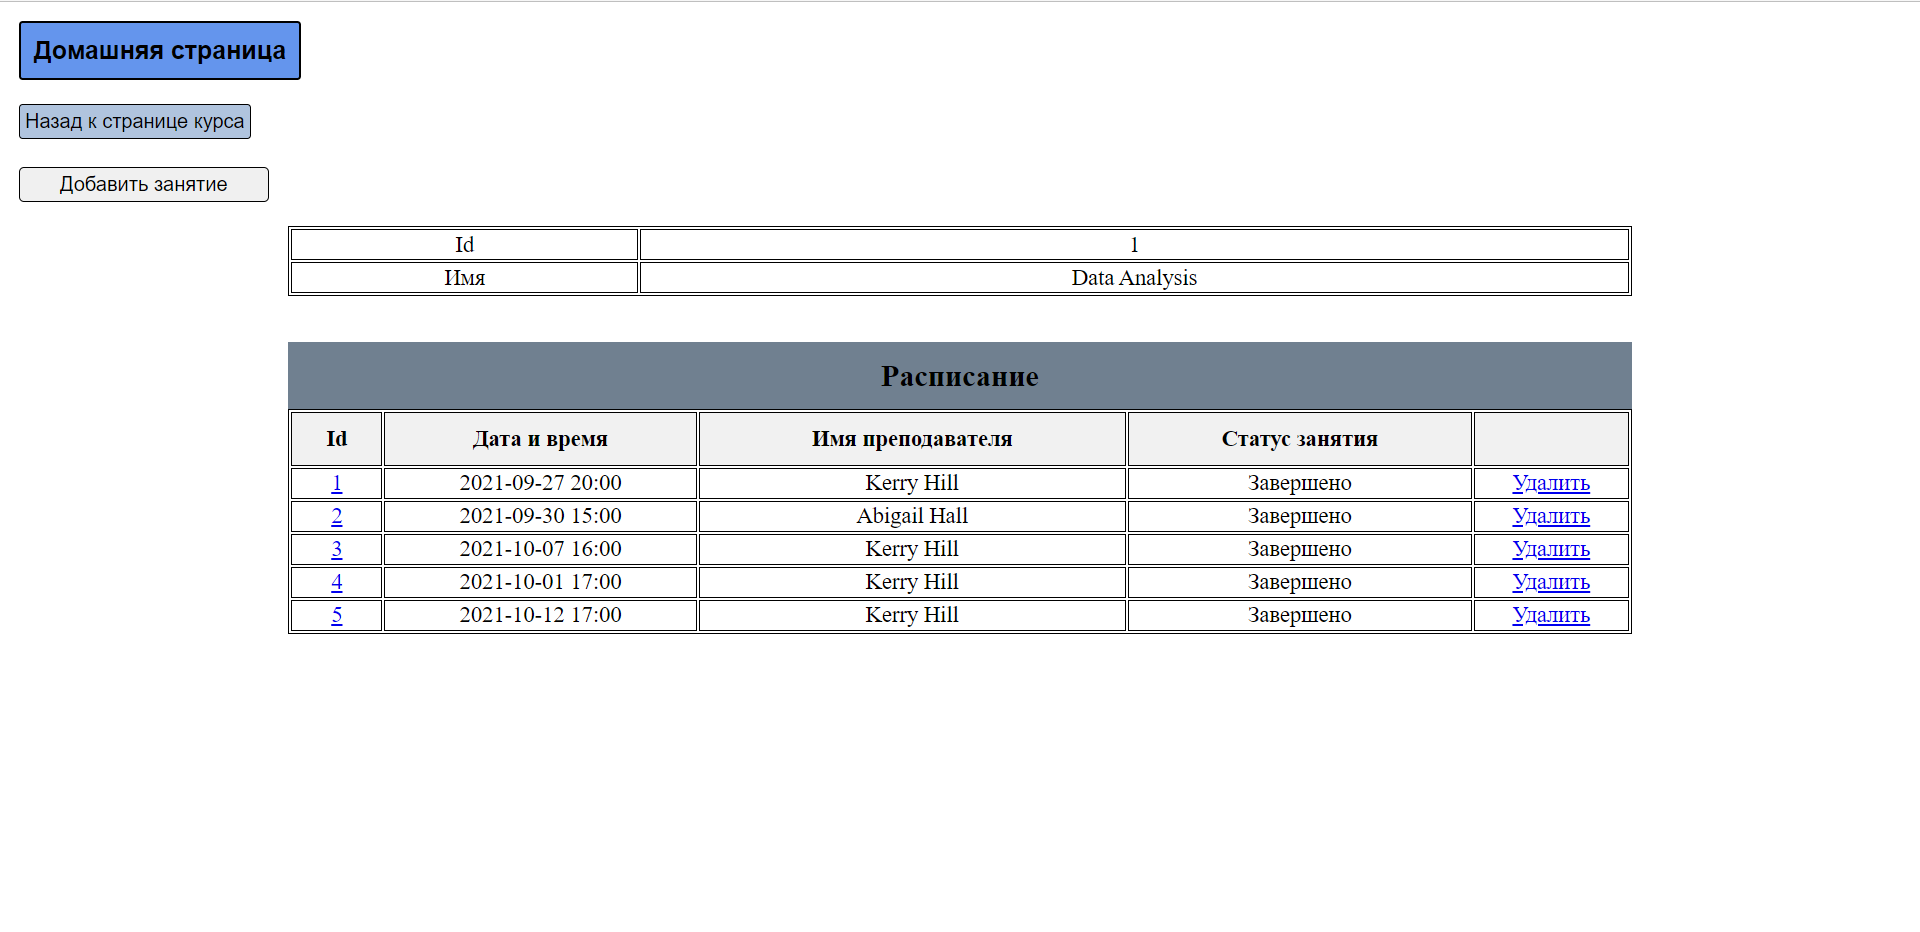 Домашняя страница
Назад к странице курса
Добавить занятие
Id 1
Имя Data Analysis
Расписание
Id Дата и время Имя преподавателя Статус занятия
1 2021-09-27 20:00 Kerry Hill Завершено Удалить
2 2021-09-30 15:00 Abigail Hall Завершено Удалить
3 2021-10-07 16:00 Kerry Hill Завершено Удалить
4 2021-10-01 17:00 Kerry Hill Завершено Удалить
5 2021-10-12 17:00 Kerry Hill Завершено Удалить